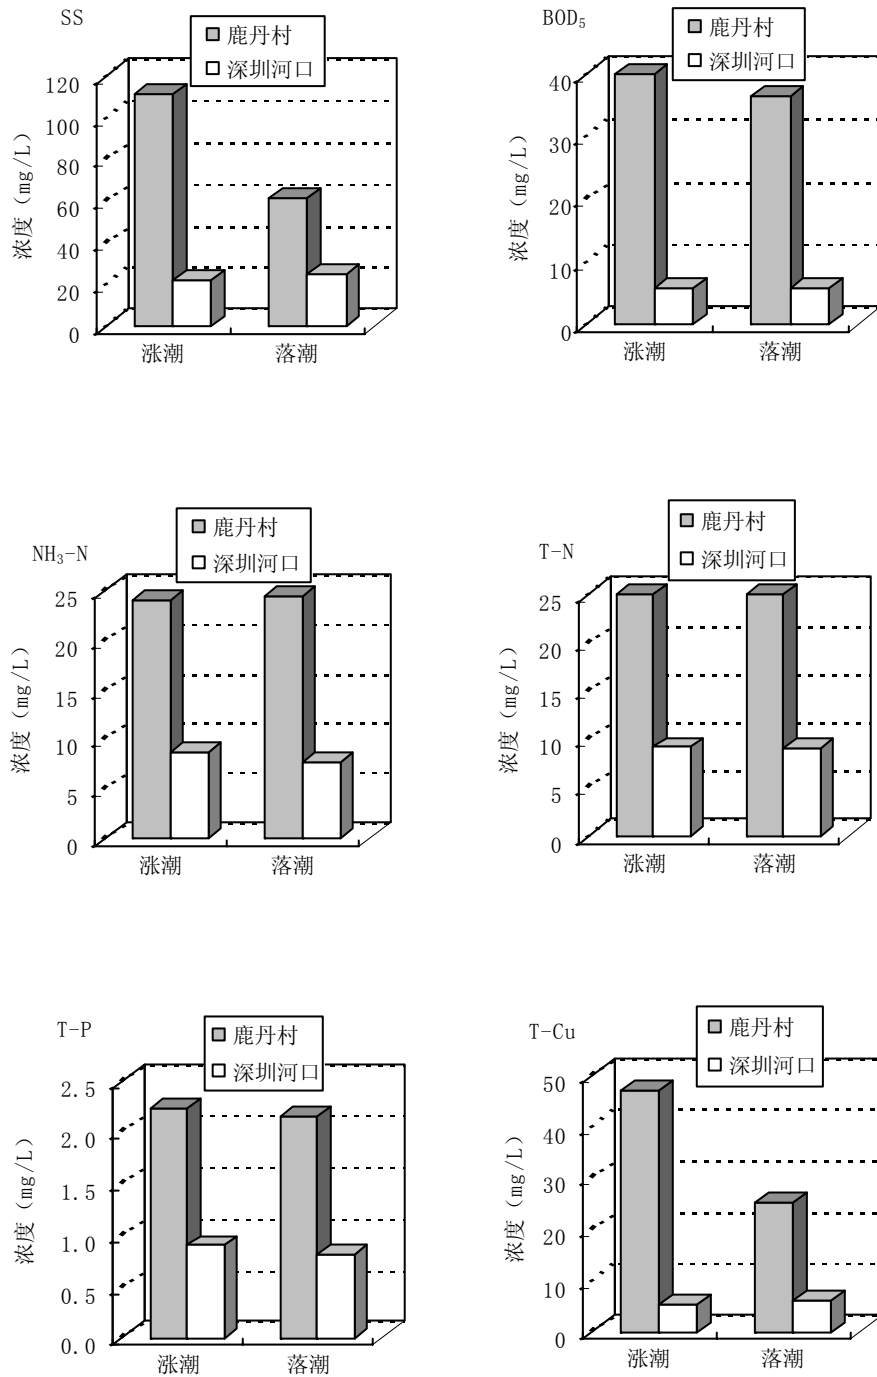 SS
鹿丹村
深圳河口
浓度（mg/L）
120
100
80
60
40
20
0
涨潮
落潮
BOD₅
鹿丹村
深圳河口
浓度（mg/L）
40
30
20
10
0
涨潮
落潮
NH₃-N
鹿丹村
深圳河口
浓度（mg/L）
25
20
15
10
5
0
涨潮
落潮
T-N
鹿丹村
深圳河口
浓度（mg/L）
25
20
15
10
5
0
涨潮
落潮
T-P
鹿丹村
深圳河口
浓度（mg/L）
2.5
2.0
1.5
1.0
0.5
0.0
涨潮
落潮
T-Cu
鹿丹村
深圳河口
浓度（mg/L）
50
40
30
20
10
0
涨潮
落潮